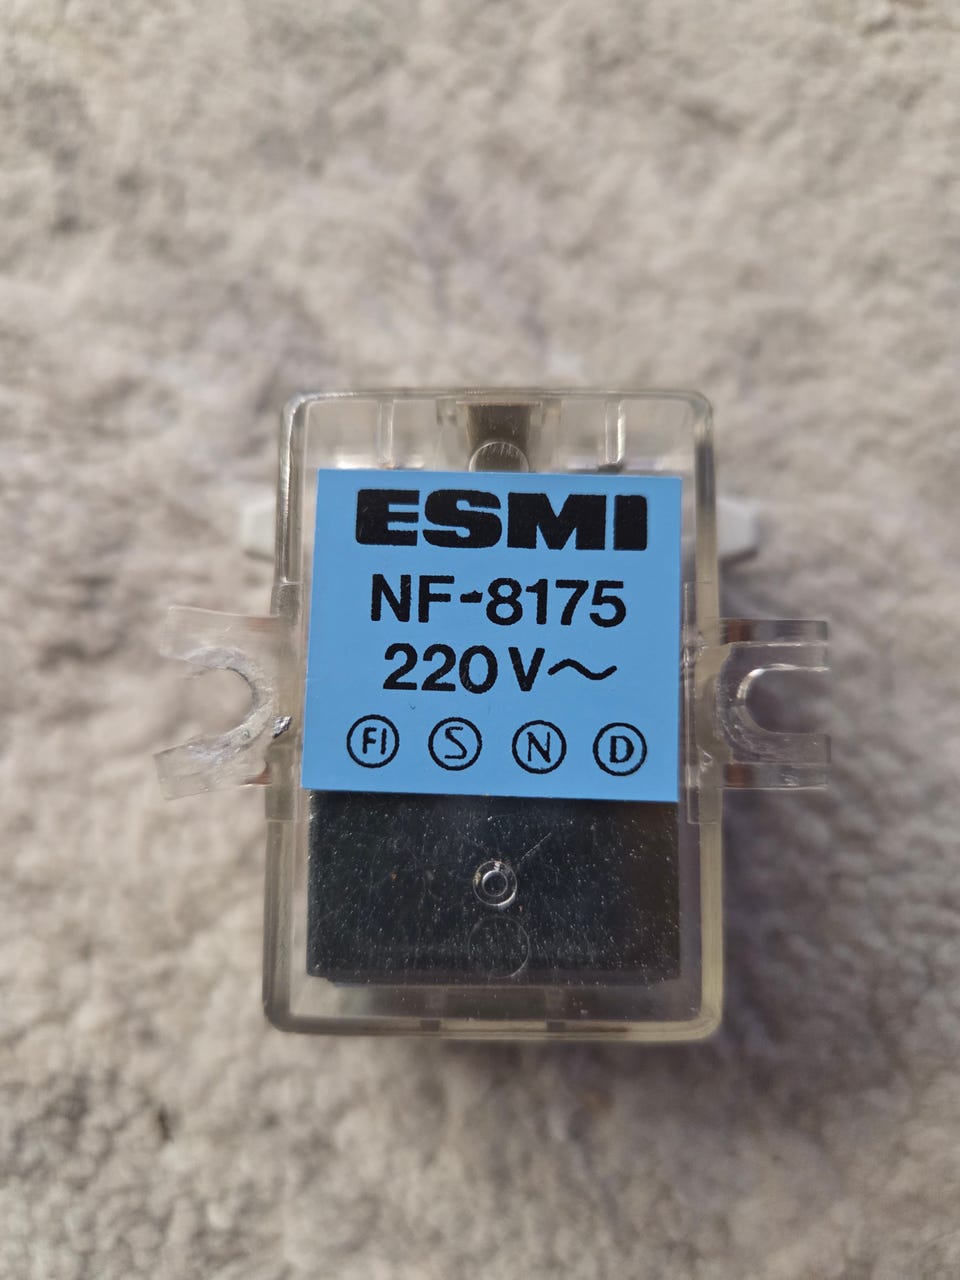 ESMI
NF-8175
220V~
FI S N D